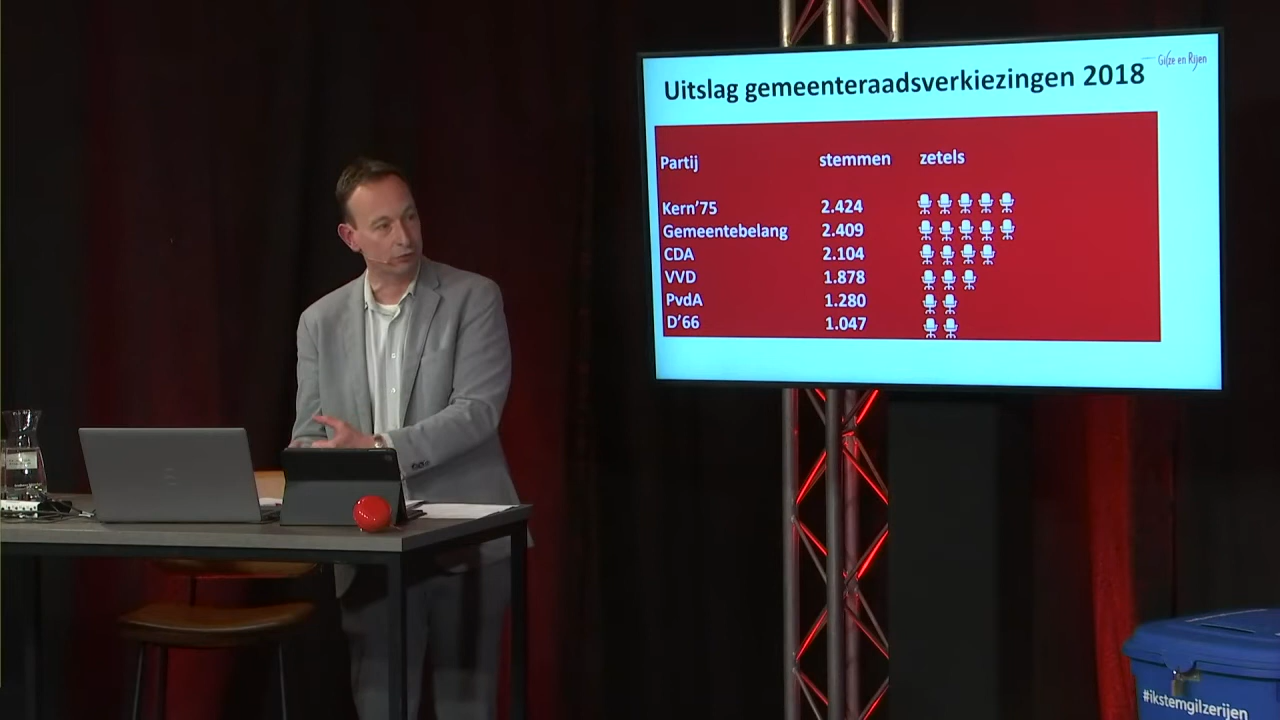 Gilze en Rijen
Uitslag gemeenteraadsverkiezingen 2018
Partij stemmen zetels
Kern'75 2.424
Gemeentebelang 2.409
CDA 2.104
VVD 1.878
PvdA 1.280
D'66 1.047
#ikstemgilzerijen